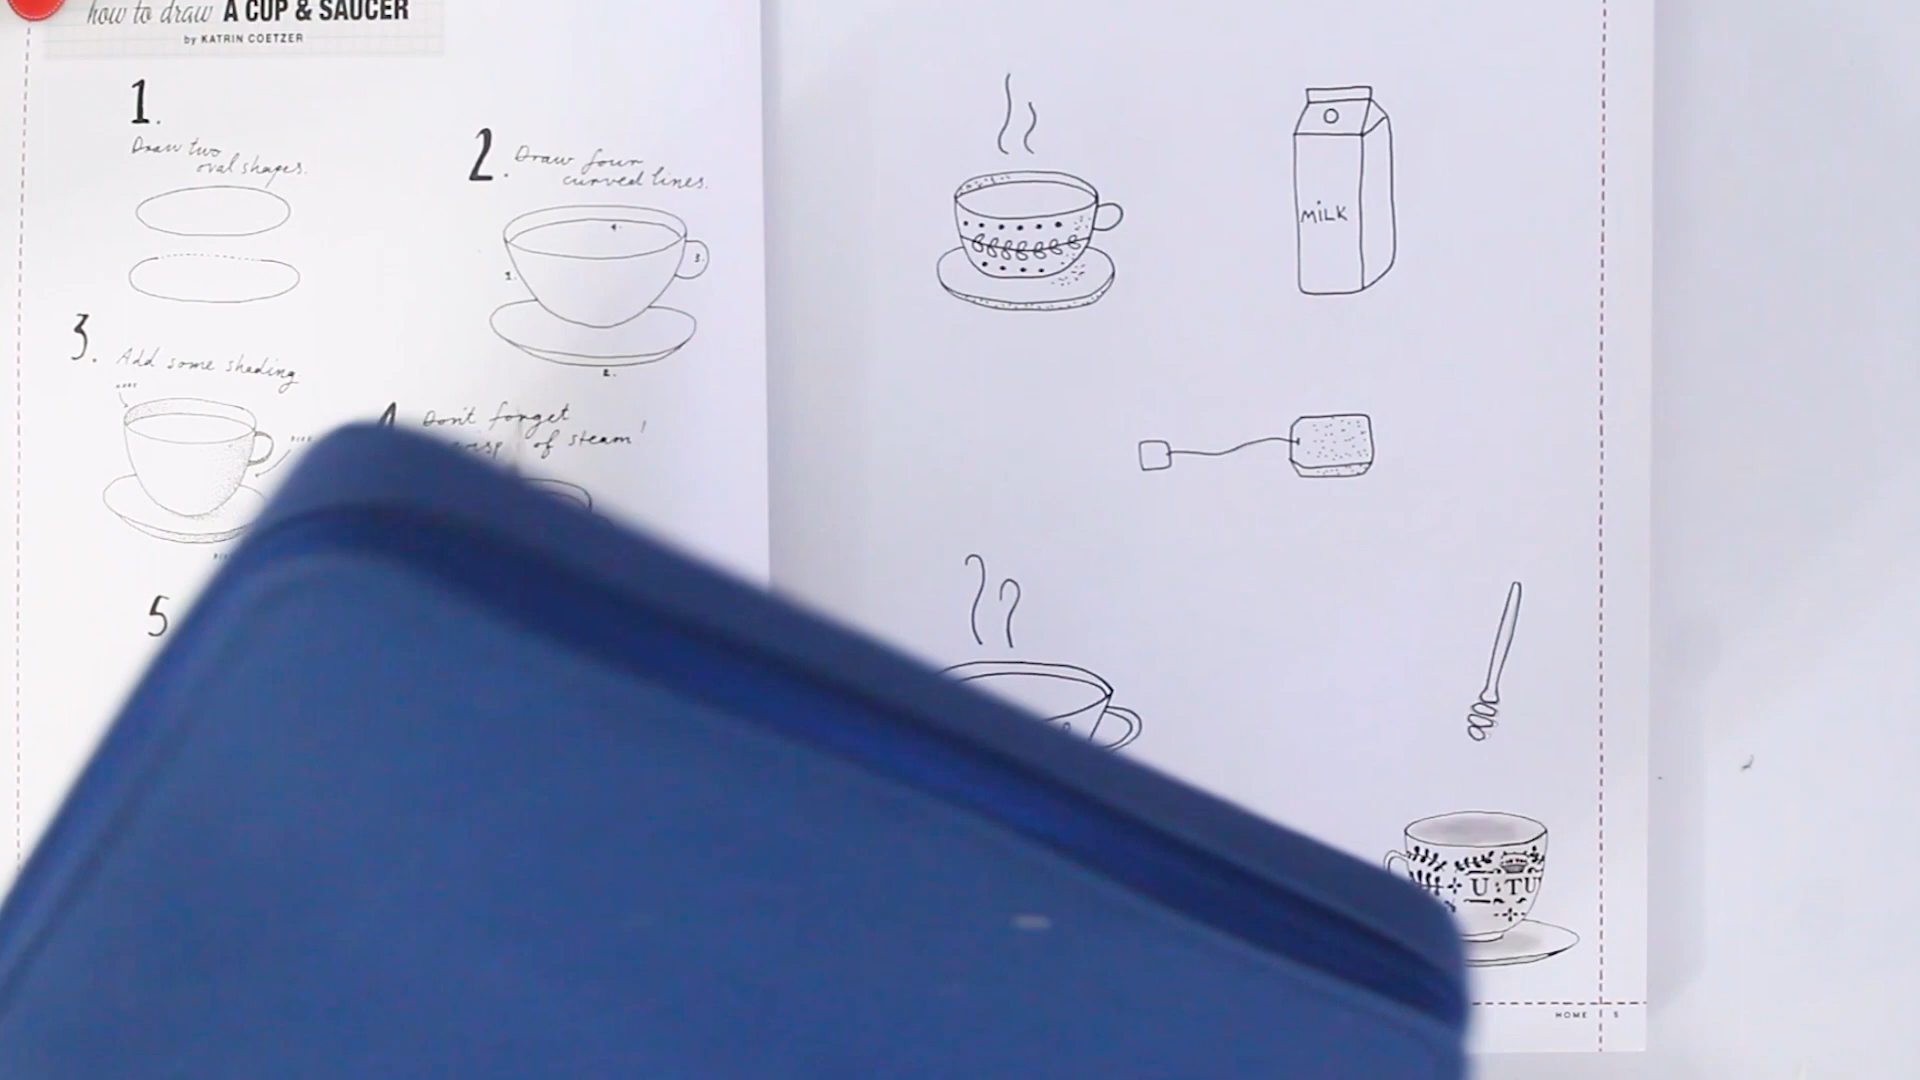 how to draw A CUP & SAUCER
by KATRIN COETZER
1.
Draw two
oval shapes.
2. Draw four
curved lines.
4.
3.
1.
2.
3. Add some shading
Don't forget
of steam!
5
MILK
U·TU
HOME 5